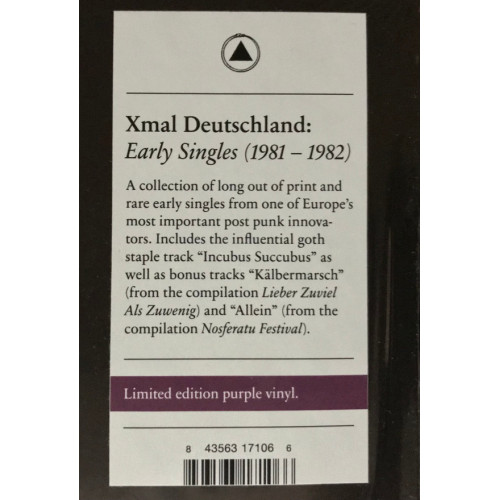 Xmal Deutschland:
Early Singles (1981 – 1982)
A collection of long out of print and
rare early singles from one of Europe’s
most important post punk innova-
tors. Includes the influential goth
staple track “Incubus Succubus” as
well as bonus tracks “Kälbermarsch”
(from the compilation Lieber Zuviel
Als Zuwenig) and “Allein” (from the
compilation Nosferatu Festival).
Limited edition purple vinyl.
8 43563 17106 6